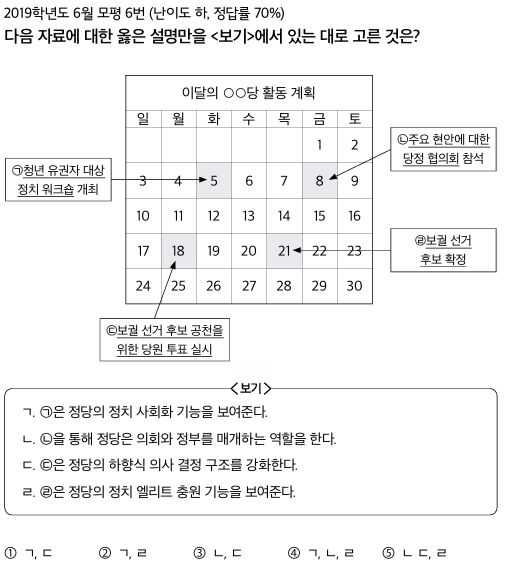 2019학년도 6월 모평 6번 (난이도 하, 정답률 70%)
다음 자료에 대한 옳은 설명만을 <보기>에서 있는 대로 고른 것은?
이달의 ○○당 활동 계획
일 월 화 수 목 금 토
1 2
3 4 5 6 7 8 9
10 11 12 13 14 15 16
17 18 19 20 21 22 23
24 25 26 27 28 29 30
㉠청년 유권자 대상
정치 워크숍 개최
㉡주요 현안에 대한
당정 협의회 참석
㉣보궐 선거
후보 확정
㉢보궐 선거 후보 공천을
위한 당원 투표 실시
<보기>
ㄱ. ㉠은 정당의 정치 사회화 기능을 보여준다.
ㄴ. ㉡을 통해 정당은 의회와 정부를 매개하는 역할을 한다.
ㄷ. ㉢은 정당의 하향식 의사 결정 구조를 강화한다.
ㄹ. ㉣은 정당의 정치 엘리트 충원 기능을 보여준다.
① ㄱ, ㄷ ② ㄱ, ㄹ ③ ㄴ, ㄷ ④ ㄱ, ㄴ, ㄹ ⑤ ㄴ ㄷ, ㄹ